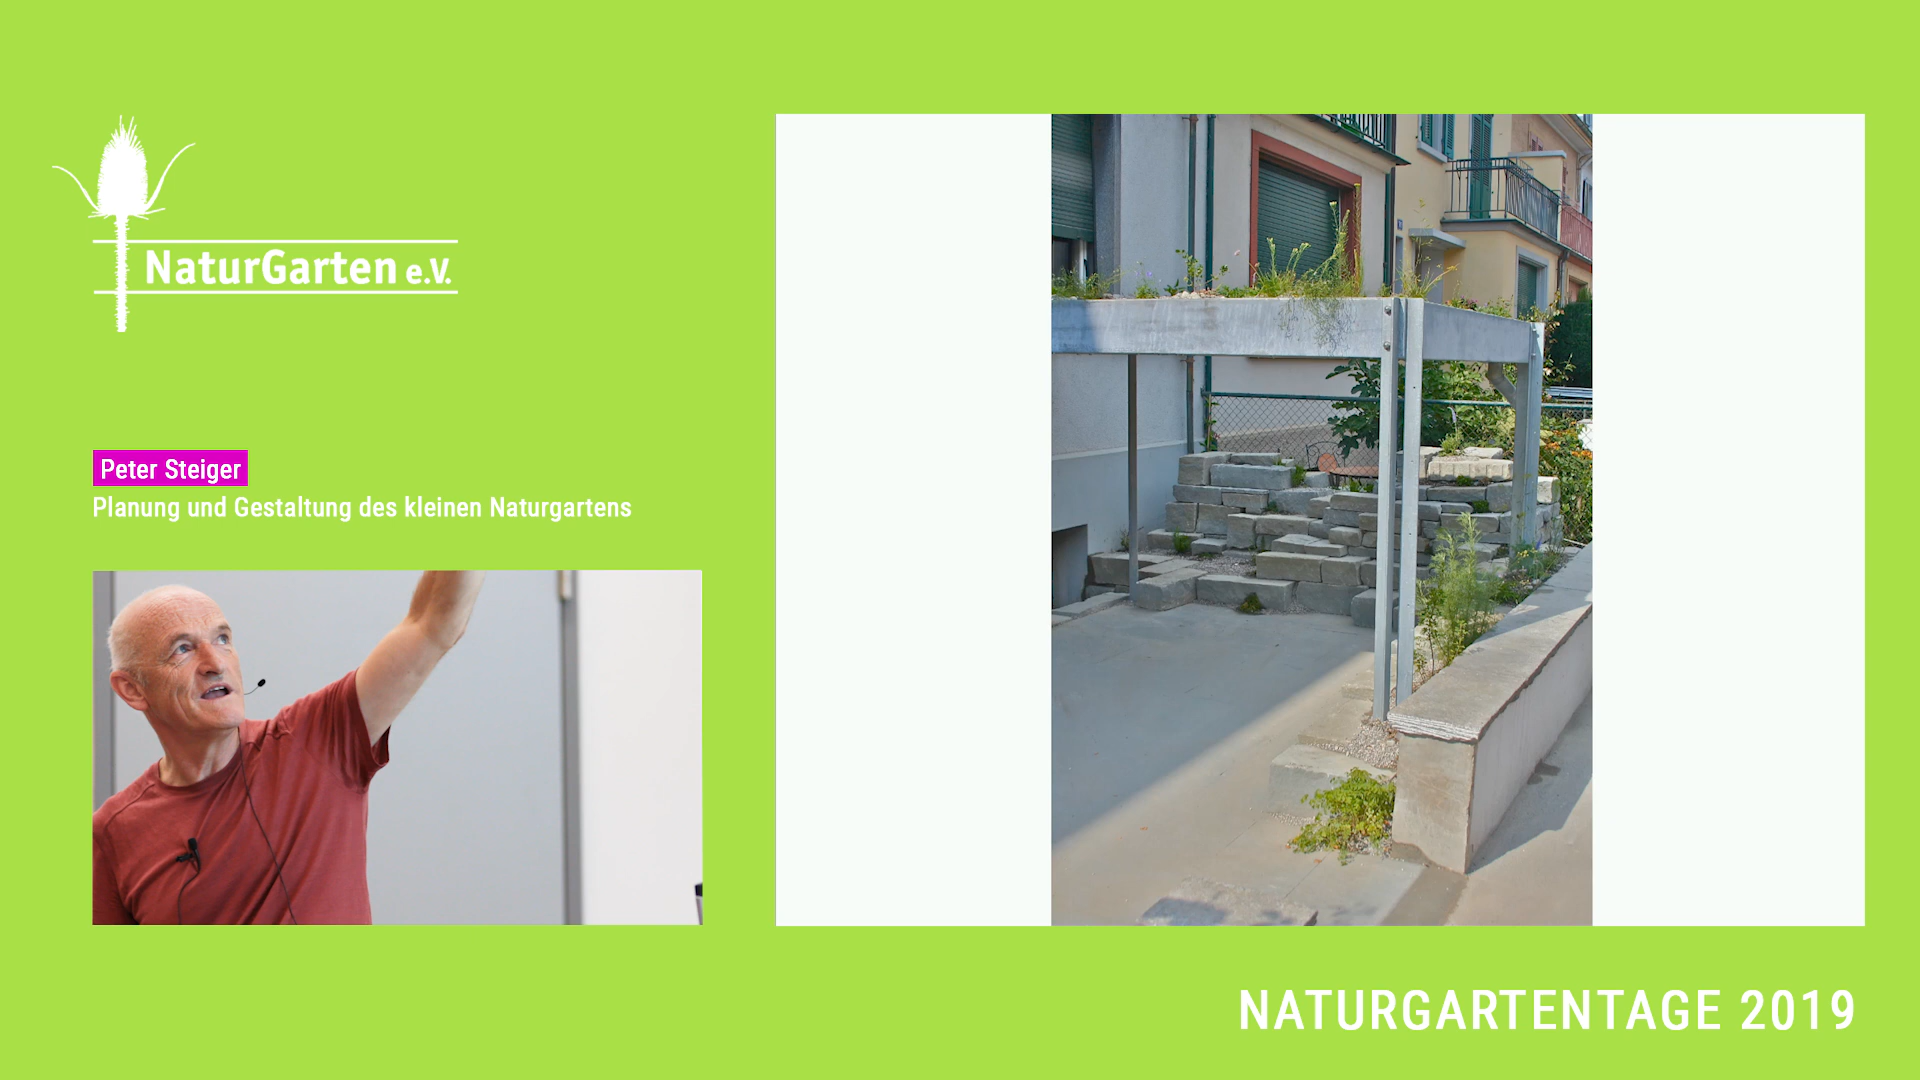 NaturGarten e.V.
Peter Steiger
Planung und Gestaltung des kleinen Naturgartens
NATURGARTENTAGE 2019